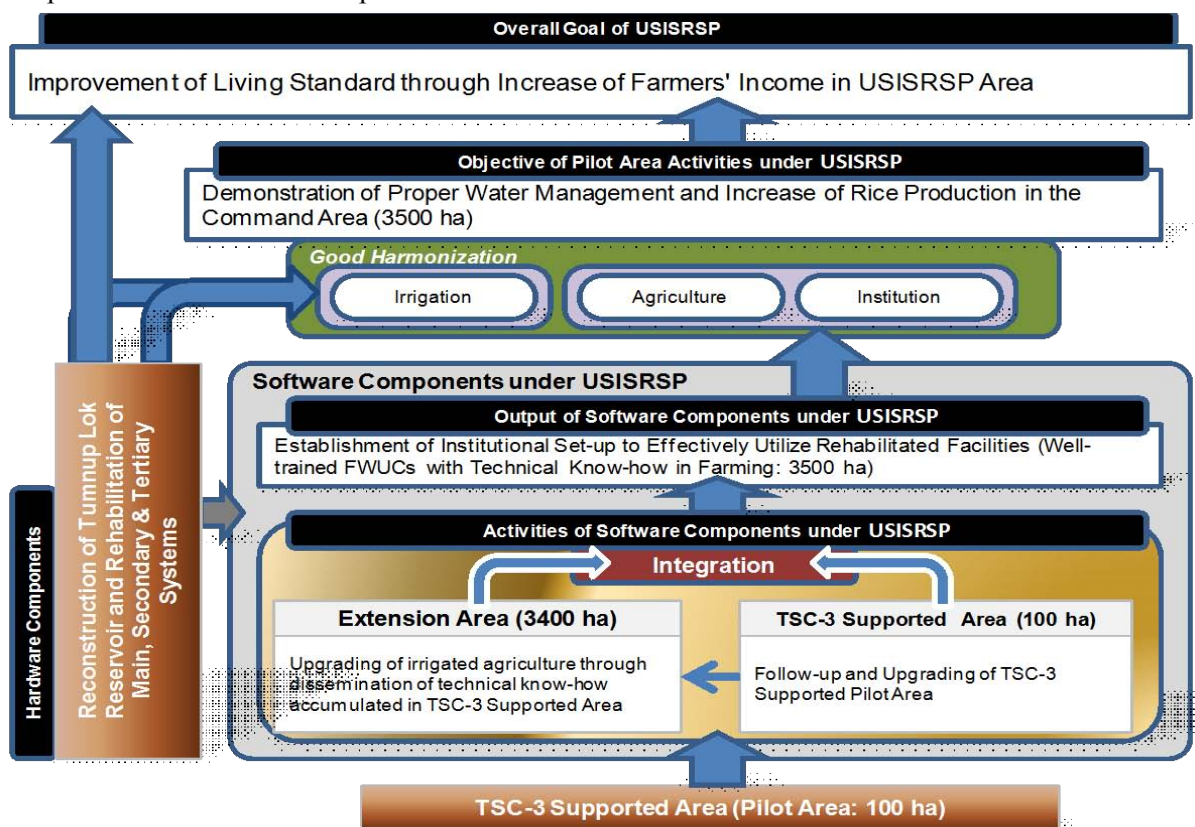 Overall Goal of USISRSP
Improvement of Living Standard through Increase of Farmers' Income in USISRSP Area
Objective of Pilot Area Activities under USISRSP
Demonstration of Proper Water Management and Increase of Rice Production in the
Command Area (3500 ha)
Good Harmonization
Irrigation
Agriculture
Institution
Software Components under USISRSP
Output of Software Components under USISRSP
Establishment of Institutional Set-up to Effectively Utilize Rehabilitated Facilities (Well-
trained FWUCs with Technical Know-how in Farming: 3500 ha)
Activities of Software Components under USISRSP
Integration
Extension Area (3400 ha)
Upgrading of irrigated agriculture through
dissemination of technical know-how
accumulated in TSC-3 Supported Area
TSC-3 Supported Area (100 ha)
Follow-up and Upgrading of TSC-3
Supported Pilot Area
Hardware Components
Reconstruction of Tumnup Lok
Reservoir and Rehabilitation of
Main, Secondary & Tertiary
Systems
TSC-3 Supported Area (Pilot Area: 100 ha)